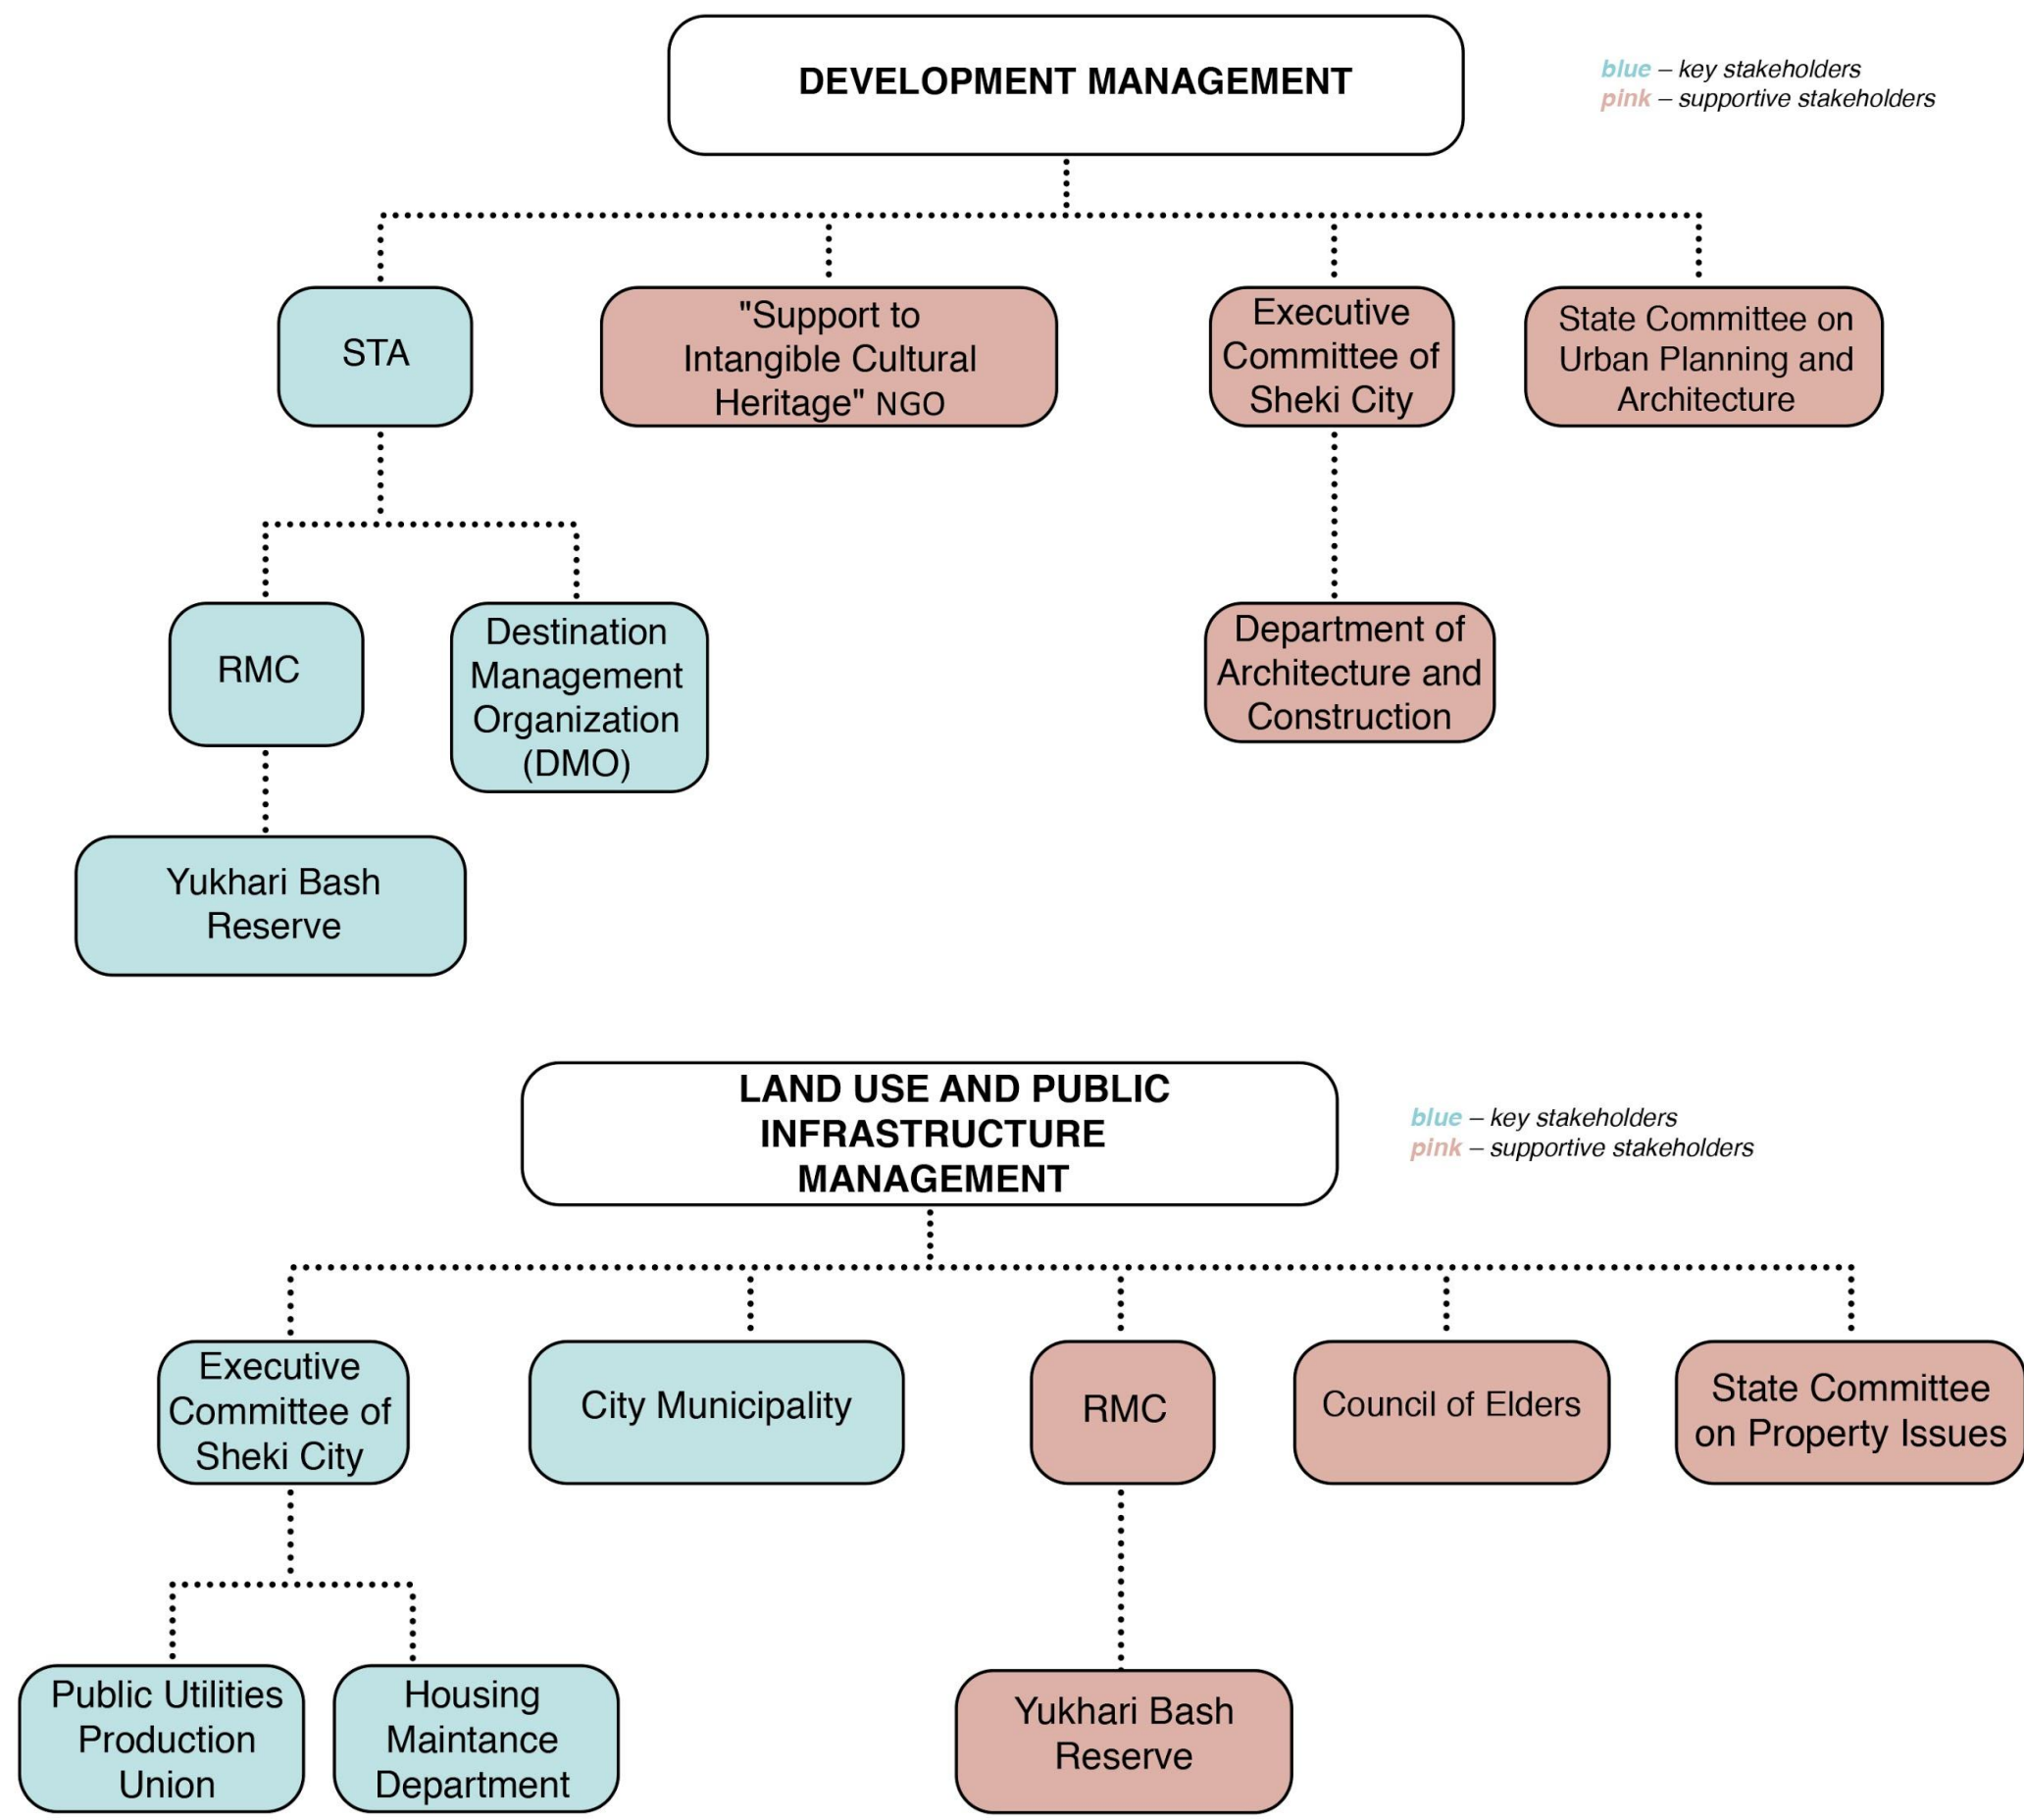 DEVELOPMENT MANAGEMENT
blue – key stakeholders
pink – supportive stakeholders
STA
"Support to
Intangible Cultural
Heritage" NGO
Executive
Committee of
Sheki City
State Committee on
Urban Planning and
Architecture
RMC
Destination
Management
Organization
(DMO)
Department of
Architecture and
Construction
Yukhari Bash
Reserve
LAND USE AND PUBLIC
INFRASTRUCTURE
MANAGEMENT
blue – key stakeholders
pink – supportive stakeholders
Executive
Committee of
Sheki City
City Municipality
RMC
Council of Elders
State Committee
on Property Issues
Public Utilities
Production
Union
Housing
Maintance
Department
Yukhari Bash
Reserve